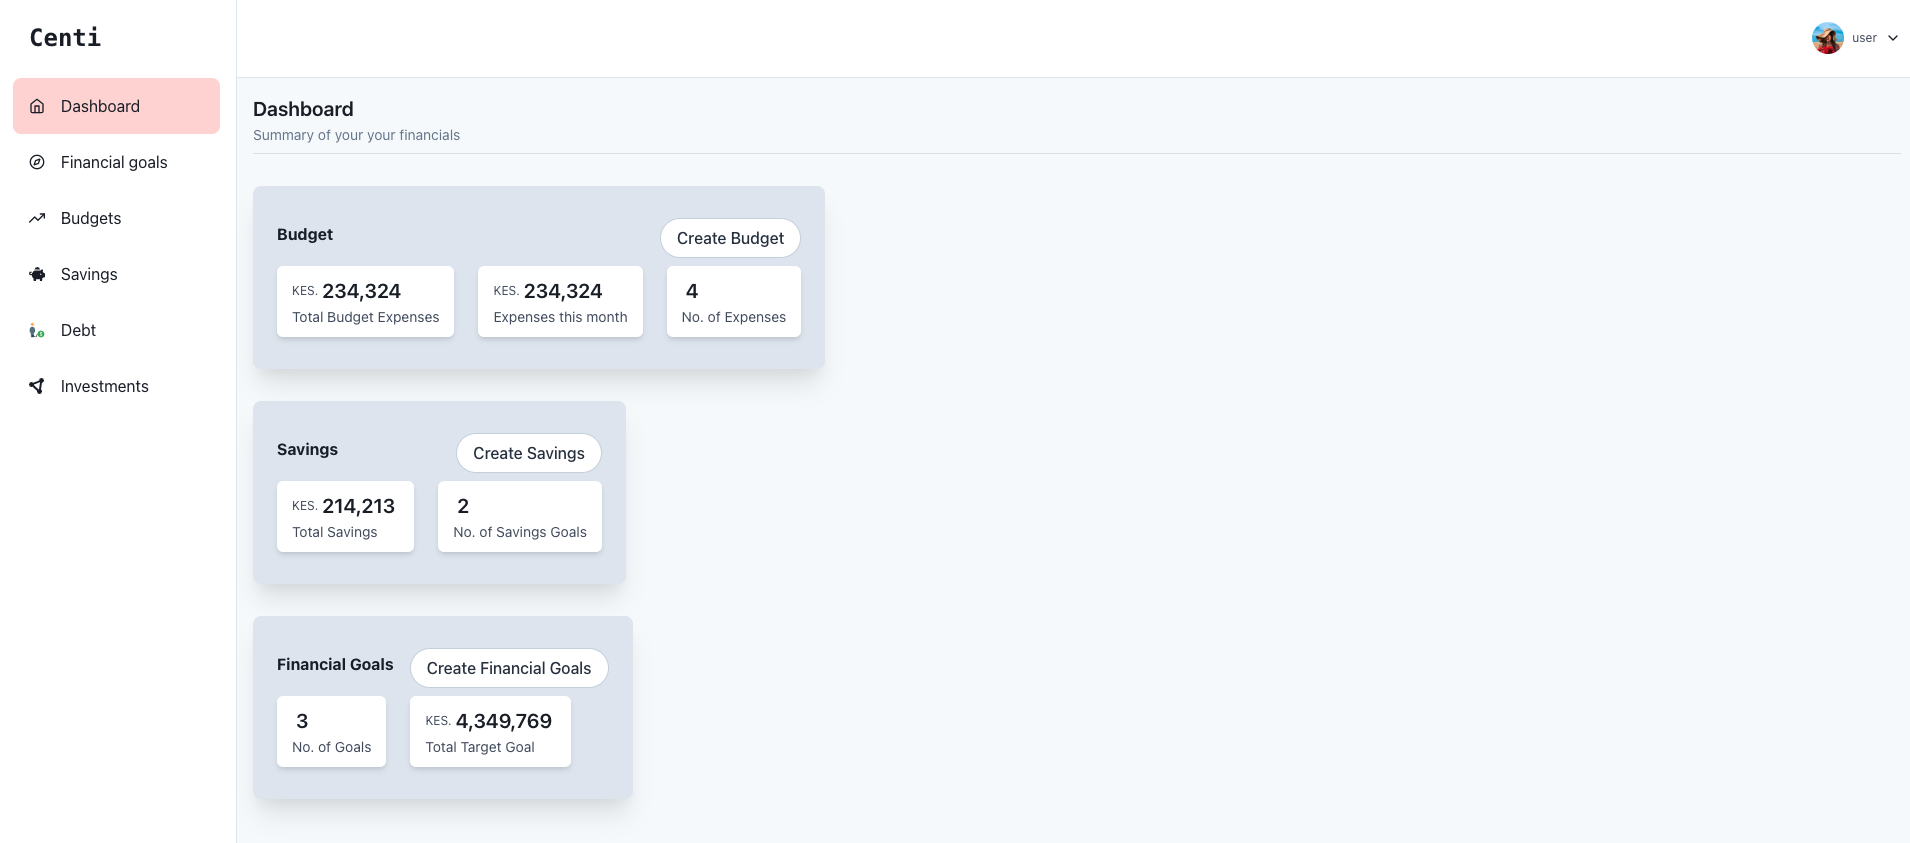 Centi
user
Dashboard
Financial goals
Budgets
Savings
Debt
Investments
Dashboard
Summary of your your financials
Budget
Create Budget
KES. 234,324
Total Budget Expenses
KES. 234,324
Expenses this month
4
No. of Expenses
Savings
Create Savings
KES. 214,213
Total Savings
2
No. of Savings Goals
Financial Goals
Create Financial Goals
3
No. of Goals
KES. 4,349,769
Total Target Goal